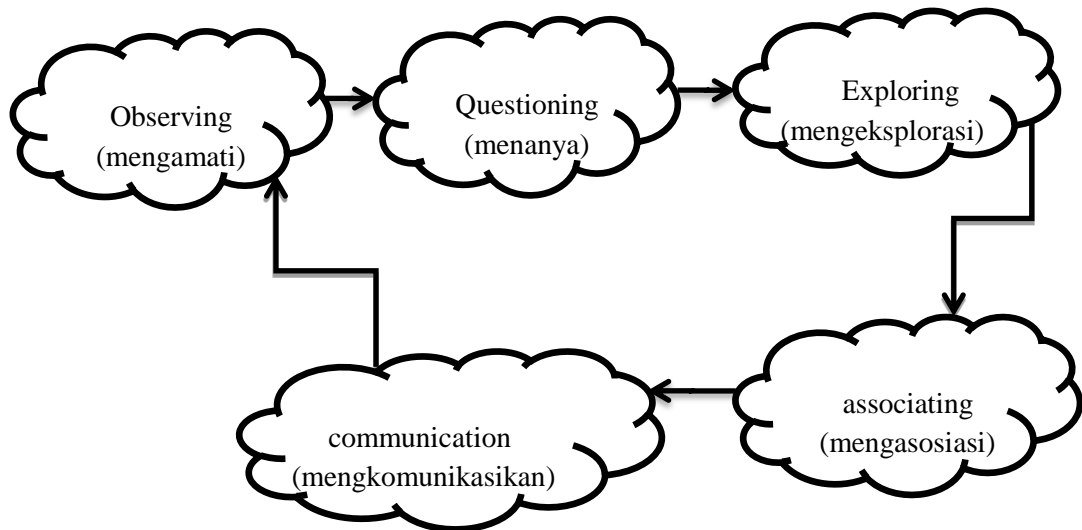 Observing
(mengamati)
Questioning
(menanya)
Exploring
(mengeksplorasi)
associating
(mengasosiasi)
communication
(mengkomunikasikan)